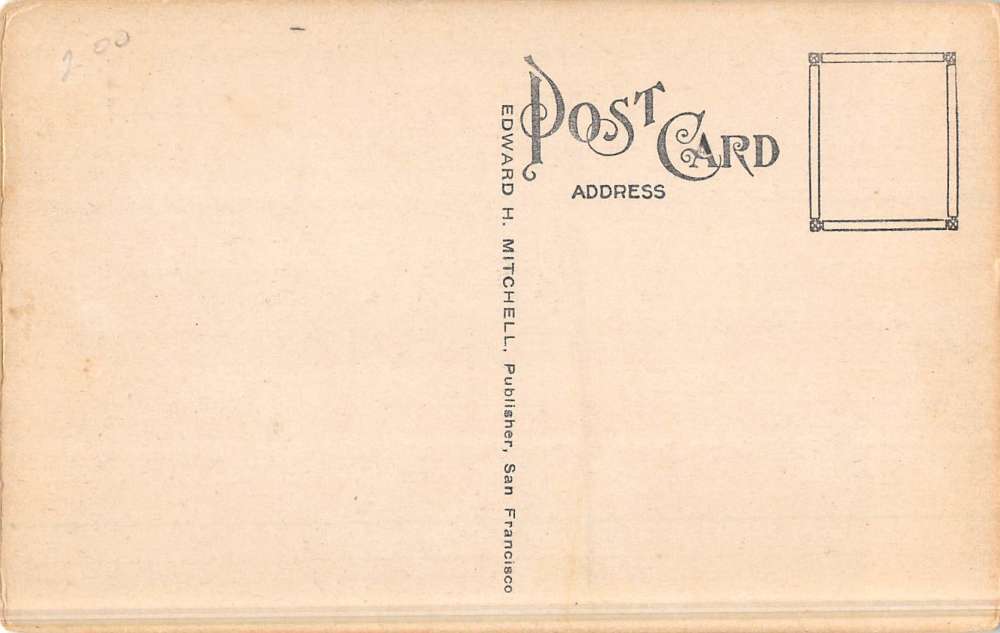 2 00
POST CARD
ADDRESS
EDWARD H. MITCHELL, Publisher, San Francisco